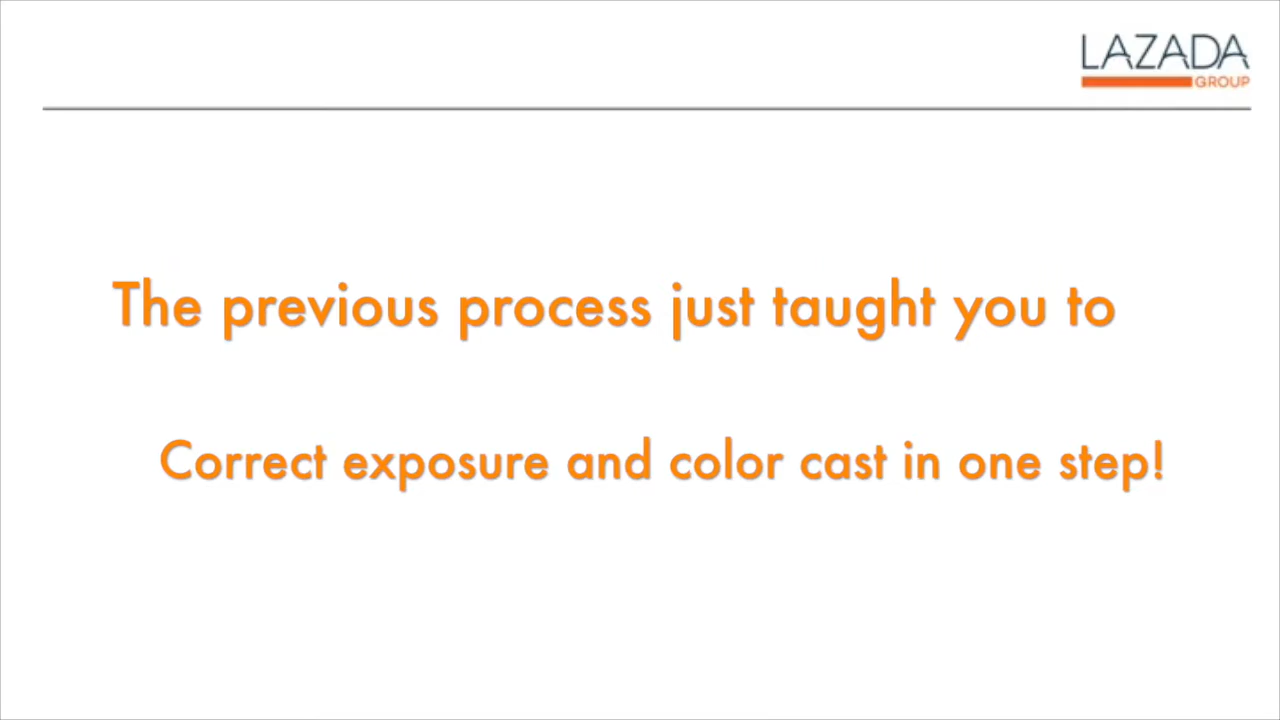 LAZADA
GROUP
The previous process just taught you to
Correct exposure and color cast in one step!